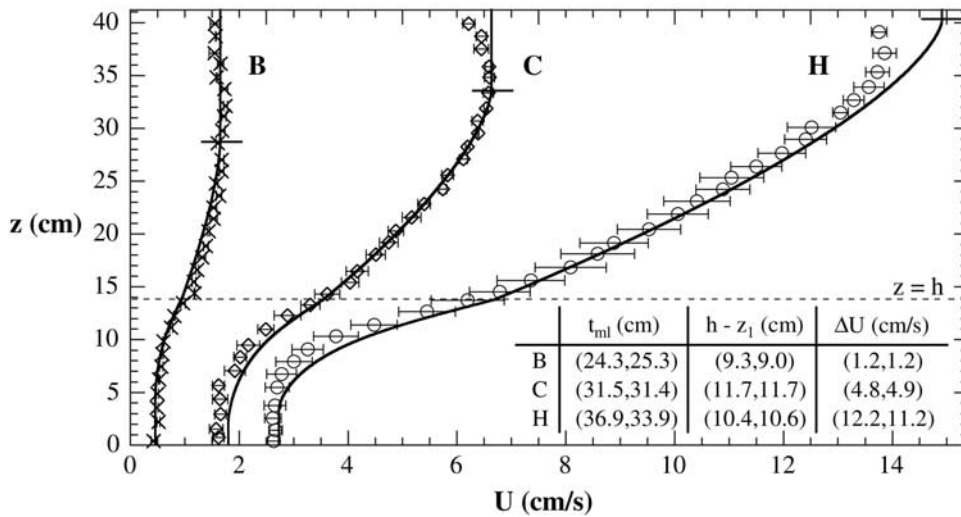 40
35
30
25
20
15
10
5
0
z (cm)
B
C
H
z = h
t_ml (cm) h - z_1 (cm) ΔU (cm/s)
B (24.3,25.3) (9.3,9.0) (1.2,1.2)
C (31.5,31.4) (11.7,11.7) (4.8,4.9)
H (36.9,33.9) (10.4,10.6) (12.2,11.2)
0 2 4 6 8 10 12 14
U (cm/s)